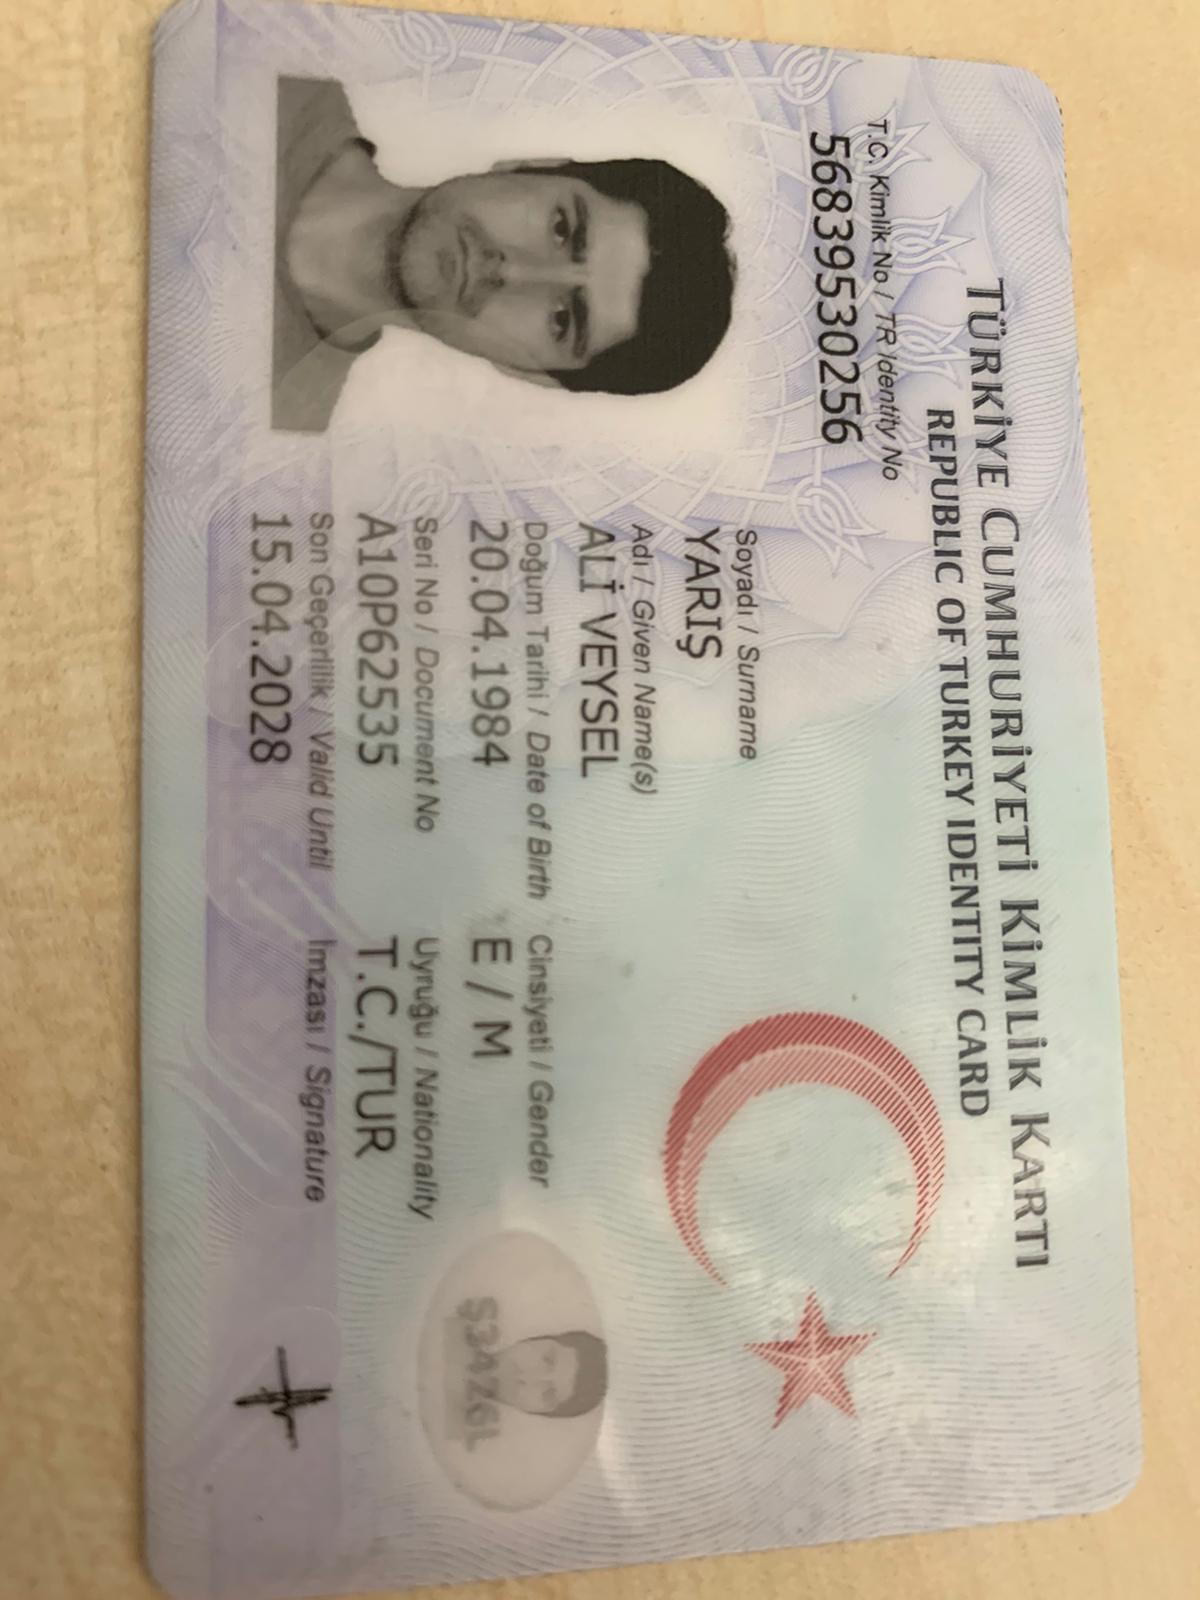 TÜRKİYE CUMHURİYETİ KİMLİK KARTI
REPUBLIC OF TURKEY IDENTITY CARD
T.C. Kimlik No / TR Identity No
56839530256
Soyadı / Surname
YARIŞ
Adı / Given Name(s)
ALİ VEYSEL
Doğum Tarihi / Date of Birth Cinsiyeti / Gender
20.04.1984 E / M
Seri No / Document No Uyruğu / Nationality
A10P62535 T.C./TUR
Son Geçerlilik / Valid Until İmzası / Signature
15.04.2028